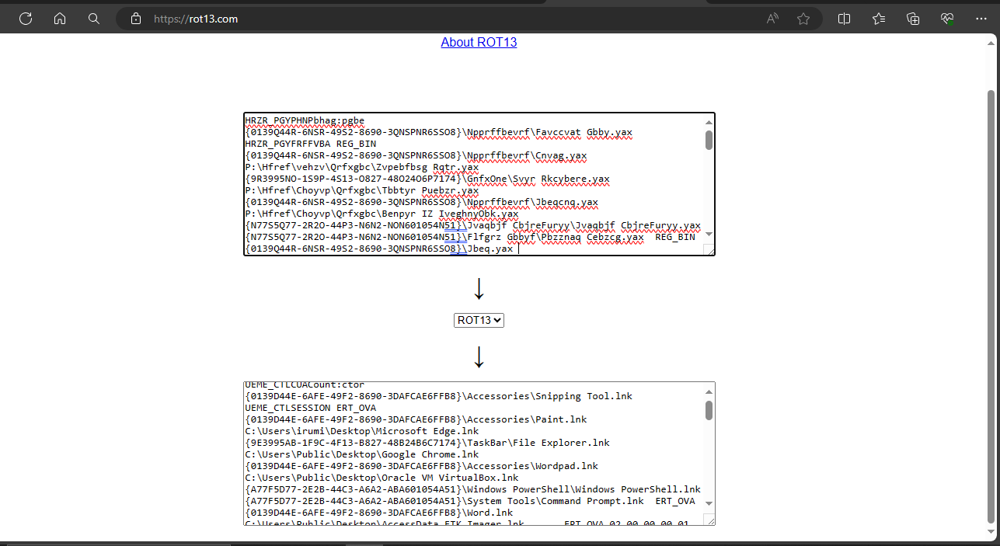 https://rot13.com
About ROT13
HRZR_PGYPHNPbhag:pgbe
{0139Q44R-6NSR-49S2-8690-3QNSPNR6SSO8}\Npprffbevrf\Favccvat Gbby.yax
HRZR_PGYFRFFVBA REG_BIN
{0139Q44R-6NSR-49S2-8690-3QNSPNR6SSO8}\Npprffbevrf\Cnvag.yax
P:\Hfref\vehzv\Qrfxgbc\Zvpebfbsg Rqtr.yax
{9R3995NO-1S9P-4S13-O827-48O24O6P7174}\GnfxOne\Svyr Rkcybere.yax
P:\Hfref\Choyvp\Qrfxgbc\Tbbtyr Puebzr.yax
{0139Q44R-6NSR-49S2-8690-3QNSPNR6SSO8}\Npprffbevrf\Jbeqcnq.yax
P:\Hfref\Choyvp\Qrfxgbc\Benpyr IZ IveghnyObk.yax
{N77S5Q77-2R2O-44P3-N6N2-NON601054N51}\Jvaqbjf CbjreFuryy\Jvaqbjf CbjreFuryy.yax
{N77S5Q77-2R2O-44P3-N6N2-NON601054N51}\Flfgrz Gbbyf\Pbzznaq Cebzcg.yax  REG_BIN
{0139Q44R-6NSR-49S2-8690-3QNSPNR6SSO8}\Jbeq.yax
↓
ROT13
↓
UEME_CTLCUACount:ctor
{0139D44E-6AFE-49F2-8690-3DAFCAE6FFB8}\Accessories\Snipping Tool.lnk
UEME_CTLSESSION ERT_OVA
{0139D44E-6AFE-49F2-8690-3DAFCAE6FFB8}\Accessories\Paint.lnk
C:\Users\irumi\Desktop\Microsoft Edge.lnk
{9E3995AB-1F9C-4F13-B827-48B24B6C7174}\TaskBar\File Explorer.lnk
C:\Users\Public\Desktop\Google Chrome.lnk
{0139D44E-6AFE-49F2-8690-3DAFCAE6FFB8}\Accessories\Wordpad.lnk
C:\Users\Public\Desktop\Oracle VM VirtualBox.lnk
{A77F5D77-2E2B-44C3-A6A2-ABA601054A51}\Windows PowerShell\Windows PowerShell.lnk
{A77F5D77-2E2B-44C3-A6A2-ABA601054A51}\System Tools\Command Prompt.lnk  ERT_OVA
{0139D44E-6AFE-49F2-8690-3DAFCAE6FFB8}\Word.lnk
C:\Users\Public\Desktop\AccessData FTK Imager.lnk ERT_OVA 02 00 00 00 01